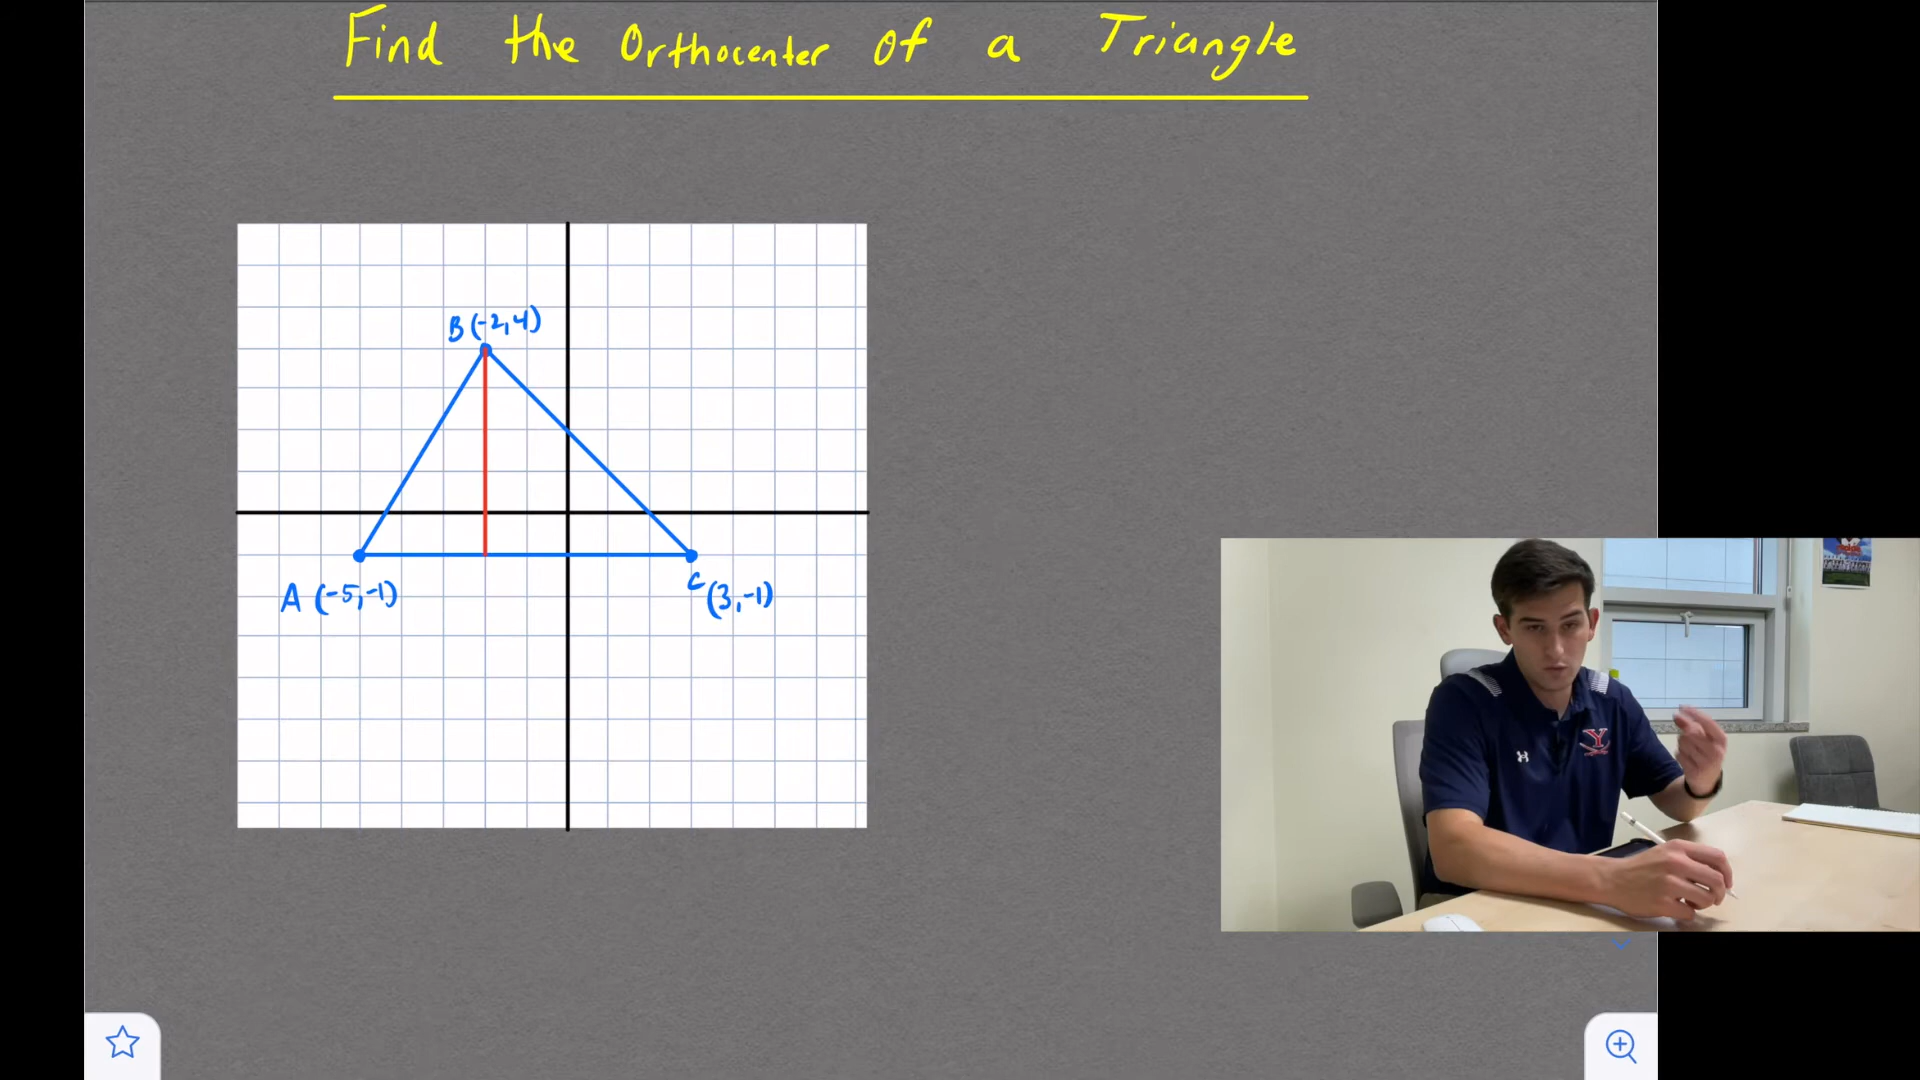 Find the Orthocenter of a Triangle
B (-2,4)
A (-5,-1)
C (3,-1)
Y